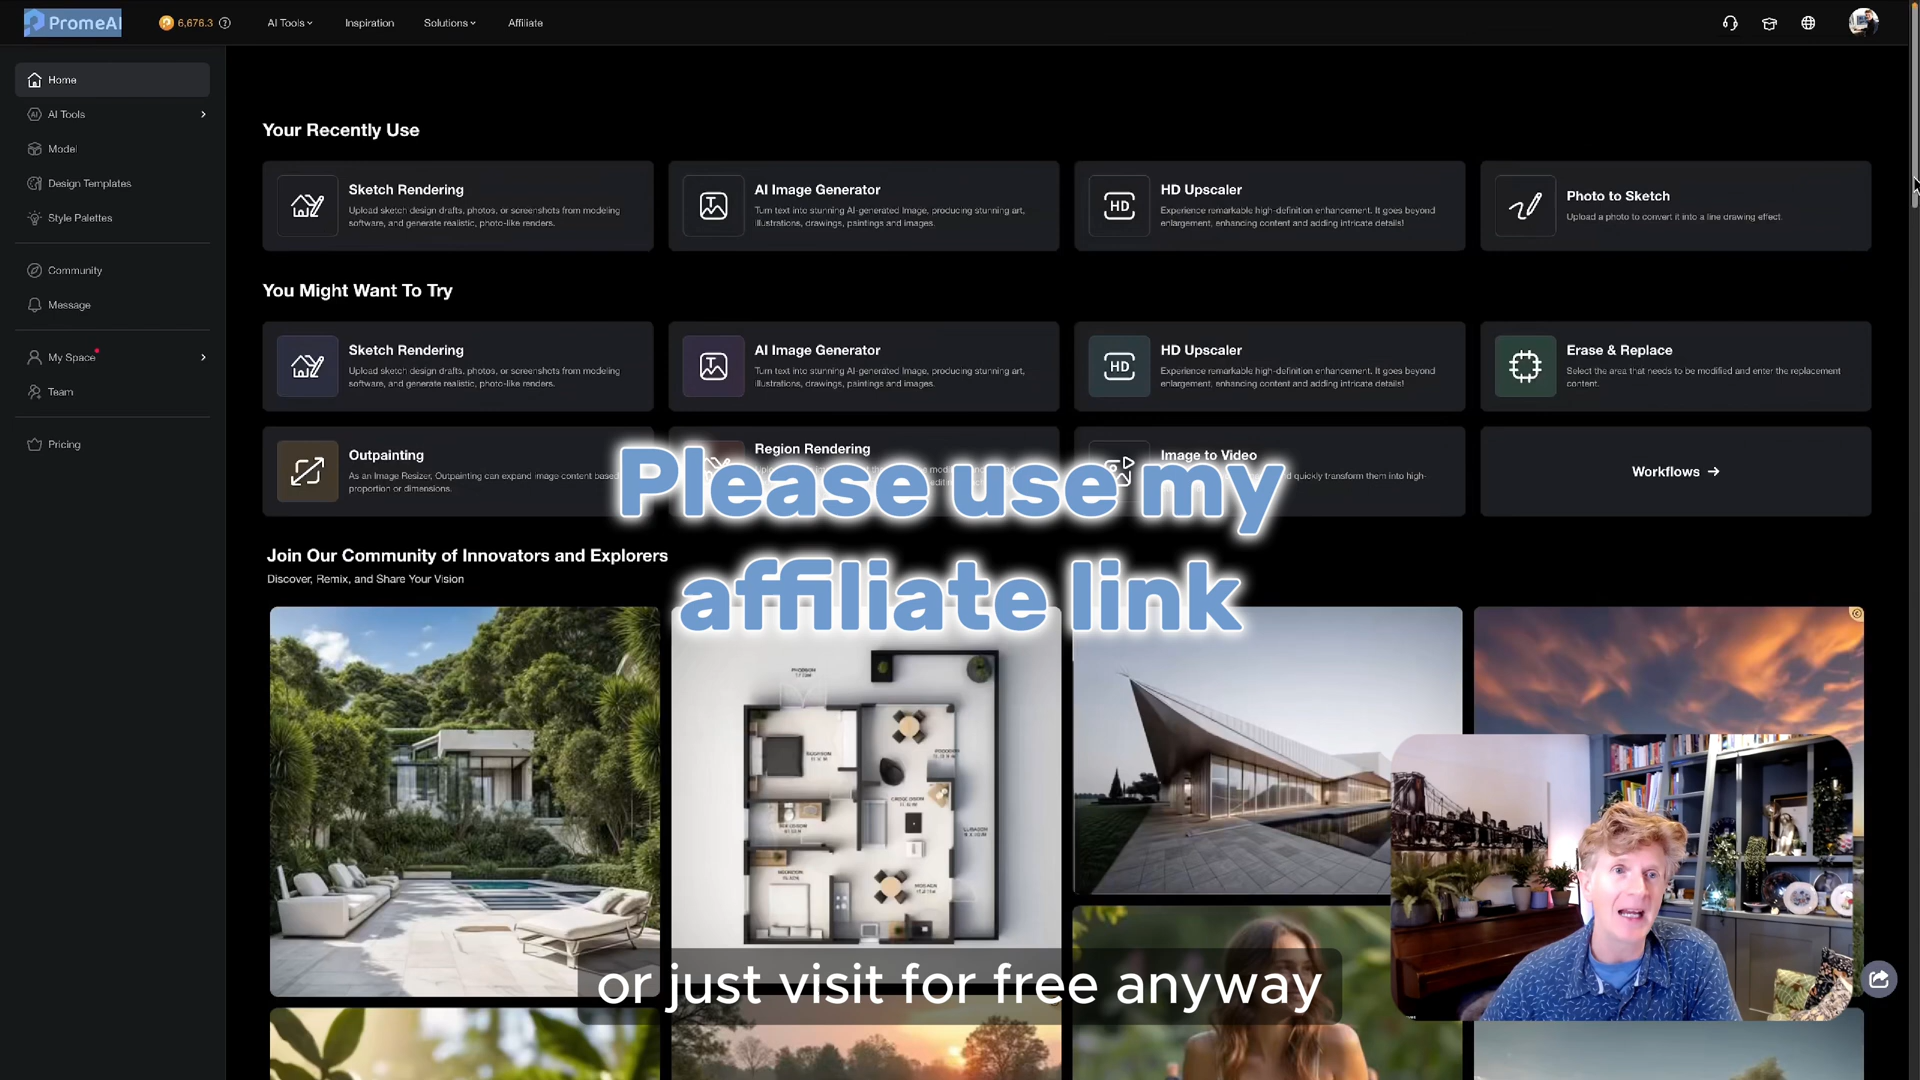 PromeAI
6,676.3
AI Tools
Inspiration
Solutions
Affiliate
Home
AI Tools
Model
Design Templates
Style Palettes
Community
Message
My Space
Team
Pricing
Your Recently Use
Sketch Rendering
Upload sketch design drafts, photos, or screenshots from modeling
software, and generate realistic, photo-like renders.
AI Image Generator
Turn text into stunning AI-generated Image, producing stunning art,
illustrations, drawings, paintings and images.
HD
HD Upscaler
Experience remarkable high-definition enhancement. It goes beyond
enlargement, enhancing content and adding intricate details!
Photo to Sketch
Upload a photo to convert it into a line drawing effect.
You Might Want To Try
Sketch Rendering
Upload sketch design drafts, photos, or screenshots from modeling
software, and generate realistic, photo-like renders.
AI Image Generator
Turn text into stunning AI-generated Image, producing stunning art,
illustrations, drawings, paintings and images.
HD
HD Upscaler
Experience remarkable high-definition enhancement. It goes beyond
enlargement, enhancing content and adding intricate details!
Erase & Replace
Select the area that needs to be modified and enter the replacement
content.
Outpainting
As an Image Resizer, Outpainting can expand image content based
proportion or dimensions.
Region Rendering
Image to Video
and quickly transform them into high-
Workflows
Please use my
affiliate link
Join Our Community of Innovators and Explorers
Discover, Remix, and Share Your Vision
or just visit for free anyway